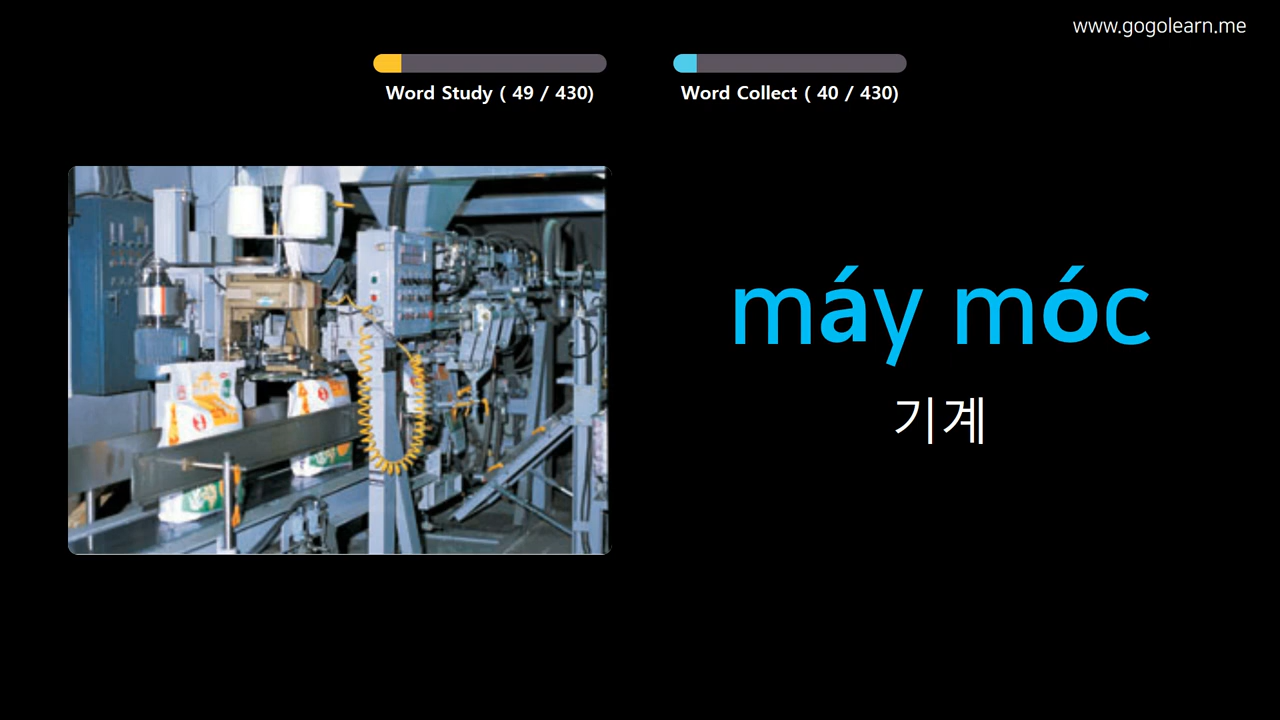 www.gogolearn.me
Word Study ( 49 / 430)
Word Collect ( 40 / 430)
máy móc
기계